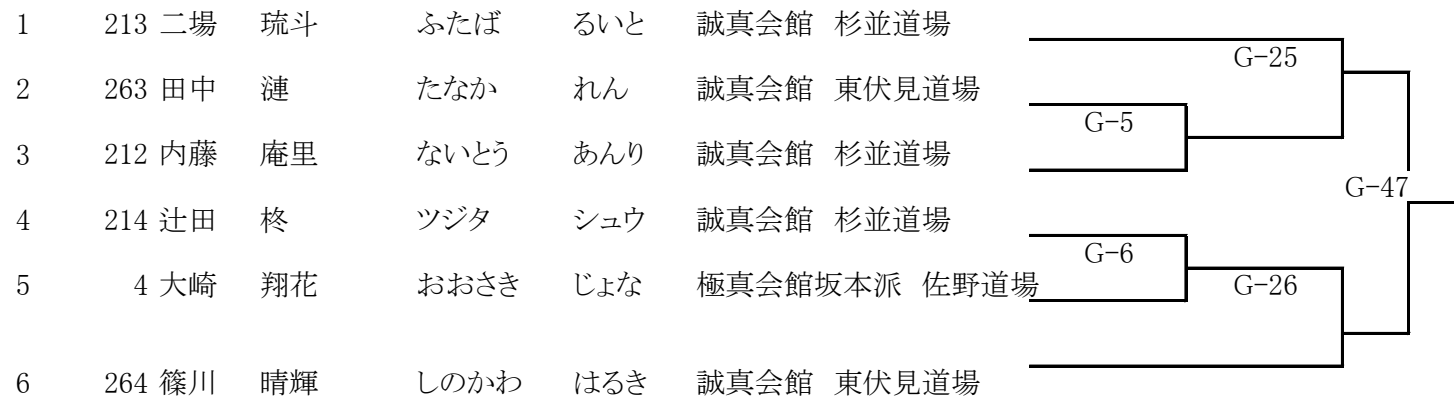 1 213 二場 琉斗 ふたば るいと 誠真会館 杉並道場
G-25
2 263 田中 漣 たなか れん 誠真会館 東伏見道場
G-5
3 212 内藤 庵里 ないとう あんり 誠真会館 杉並道場
G-47
4 214 辻田 柊 ツジタ シュウ 誠真会館 杉並道場
G-6
5 4 大崎 翔花 おおさき じょな 極真会館坂本派 佐野道場
G-26
6 264 篠川 晴輝 しのかわ はるき 誠真会館 東伏見道場